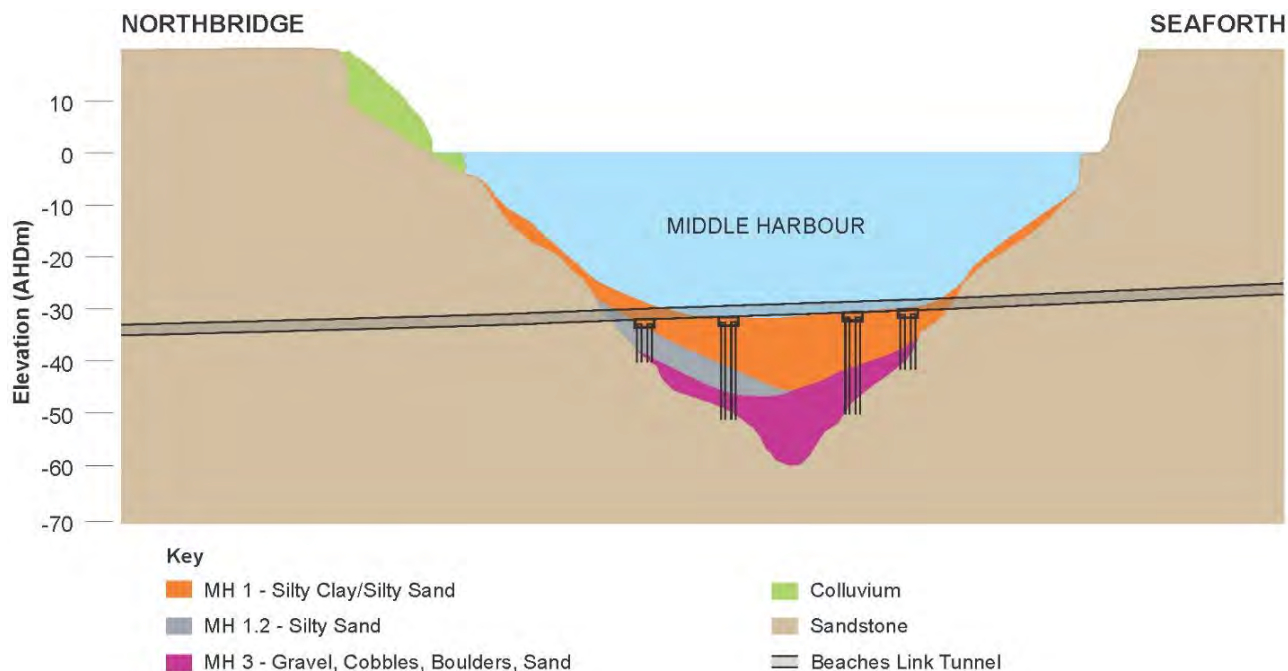 NORTHBRIDGE
SEAFORTH
10
0
-10
-20
-30
-40
-50
-60
-70
Elevation (AHDm)
MIDDLE HARBOUR
Key
MH 1 - Silty Clay/Silty Sand
MH 1.2 - Silty Sand
MH 3 - Gravel, Cobbles, Boulders, Sand
Colluvium
Sandstone
Beaches Link Tunnel